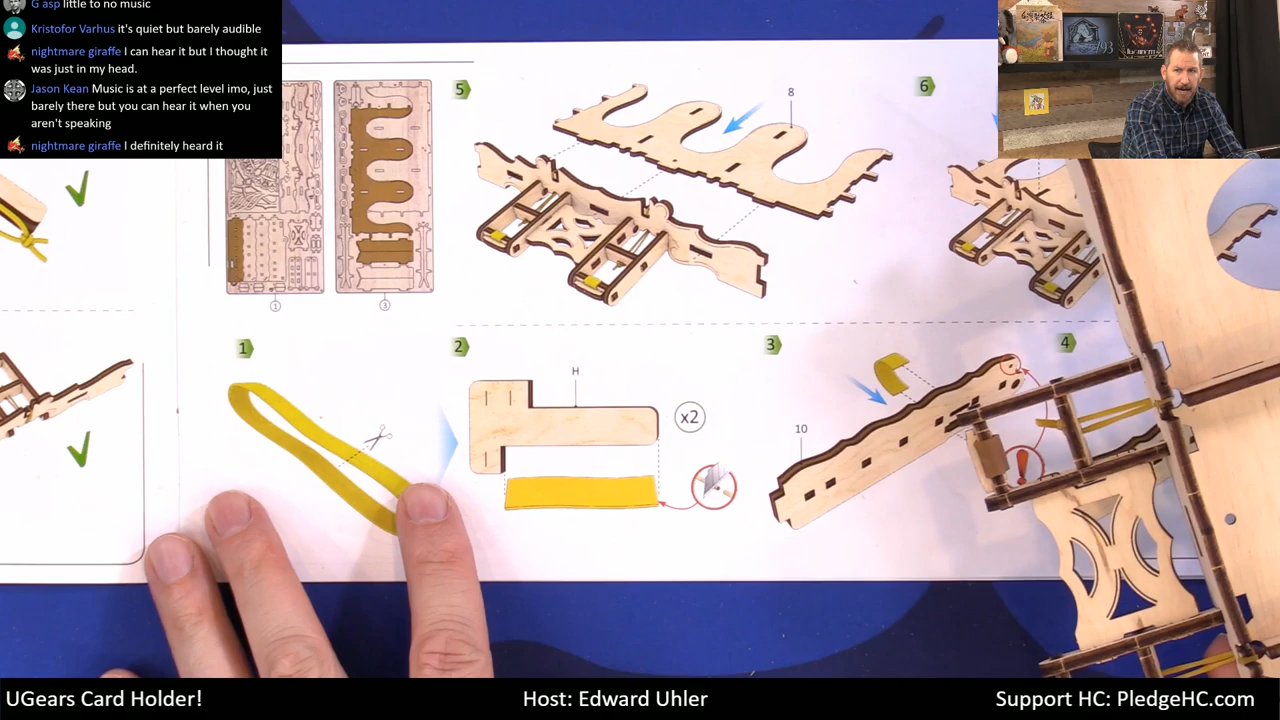 G asp little to no music
Kristofor Varhus it's quiet but barely audible
nightmare giraffe I can hear it but I thought it
was just in my head.
Jason Kean Music is at a perfect level imo, just
barely there but you can hear it when you
aren't speaking
nightmare giraffe I definitely heard it
5
8
6
1
3
1
2
H
x2
3
10
4
UGears Card Holder!
Host: Edward Uhler
Support HC: PledgeHC.com